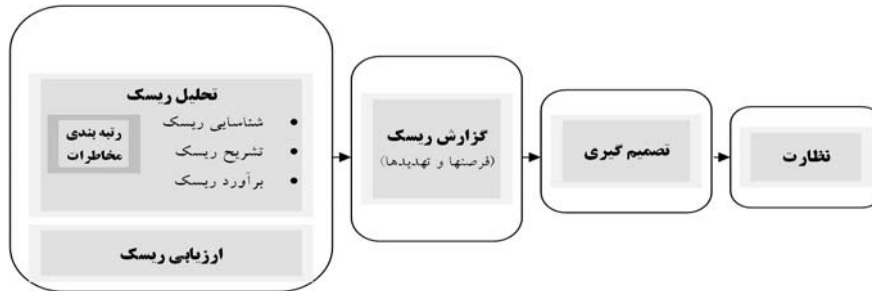 تحلیل ریسک
• شناسایی ریسک
• تشریح ریسک
• برآورد ریسک
رتبه بندی
مخاطرات
ارزیابی ریسک
گزارش ریسک
(فرصتها و تهدیدها)
تصمیم گیری
نظارت